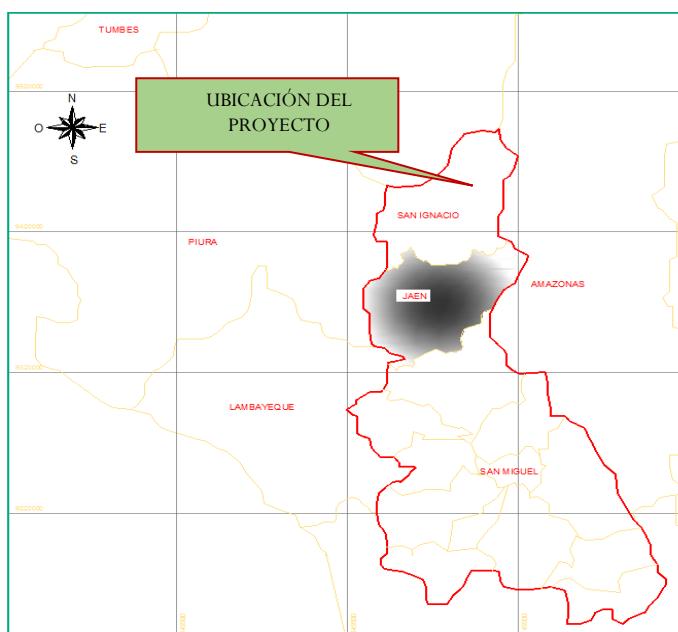 TUMBES
UBICACIÓN DEL
PROYECTO
N
O
E
S
SAN IGNACIO
PIURA
JAEN
AMAZONAS
LAMBAYEQUE
SAN MIGUEL